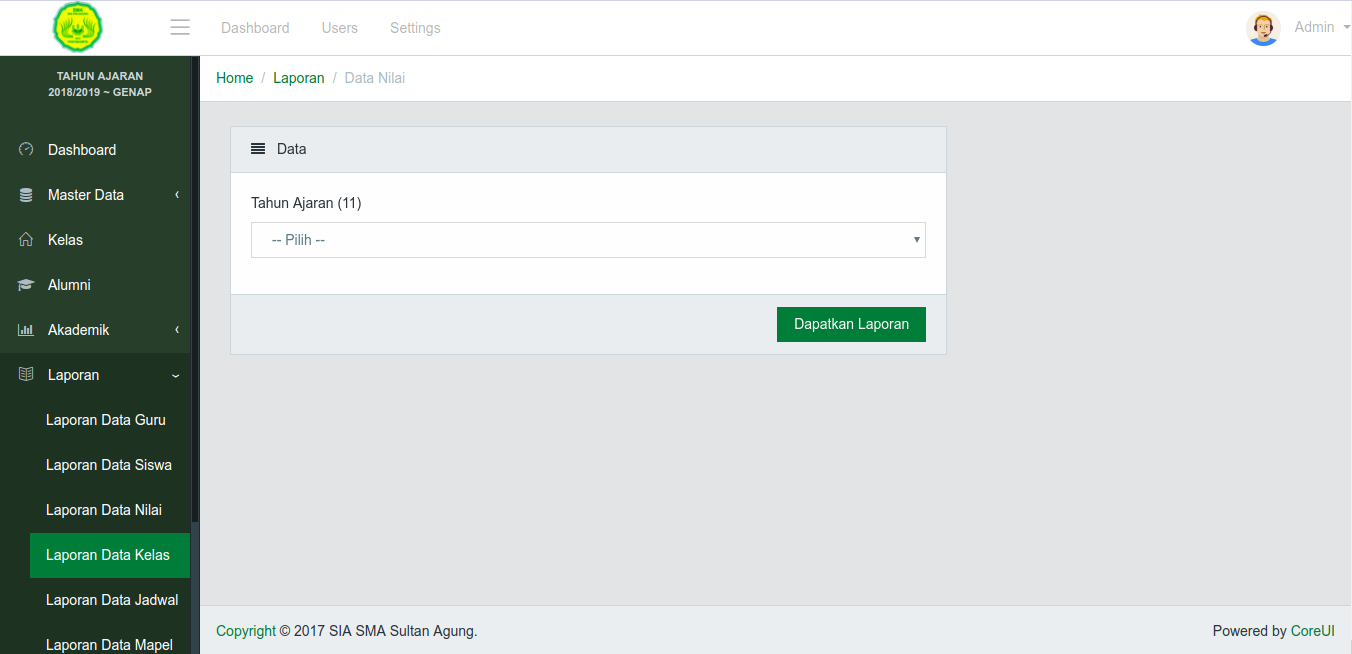 SMA
Dashboard
Users
Settings
Admin
TAHUN AJARAN
2018/2019 ~ GENAP
Dashboard
Master Data
Kelas
Alumni
Akademik
Laporan
Laporan Data Guru
Laporan Data Siswa
Laporan Data Nilai
Laporan Data Kelas
Laporan Data Jadwal
Laporan Data Mapel
Home / Laporan / Data Nilai
Data
Tahun Ajaran (11)
-- Pilih --
Dapatkan Laporan
Copyright © 2017 SIA SMA Sultan Agung.
Powered by CoreUI